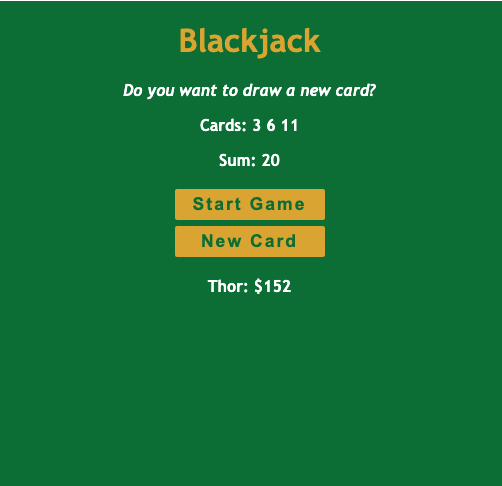 Blackjack
Do you want to draw a new card?
Cards: 3 6 11
Sum: 20
Start Game
New Card
Thor: $152